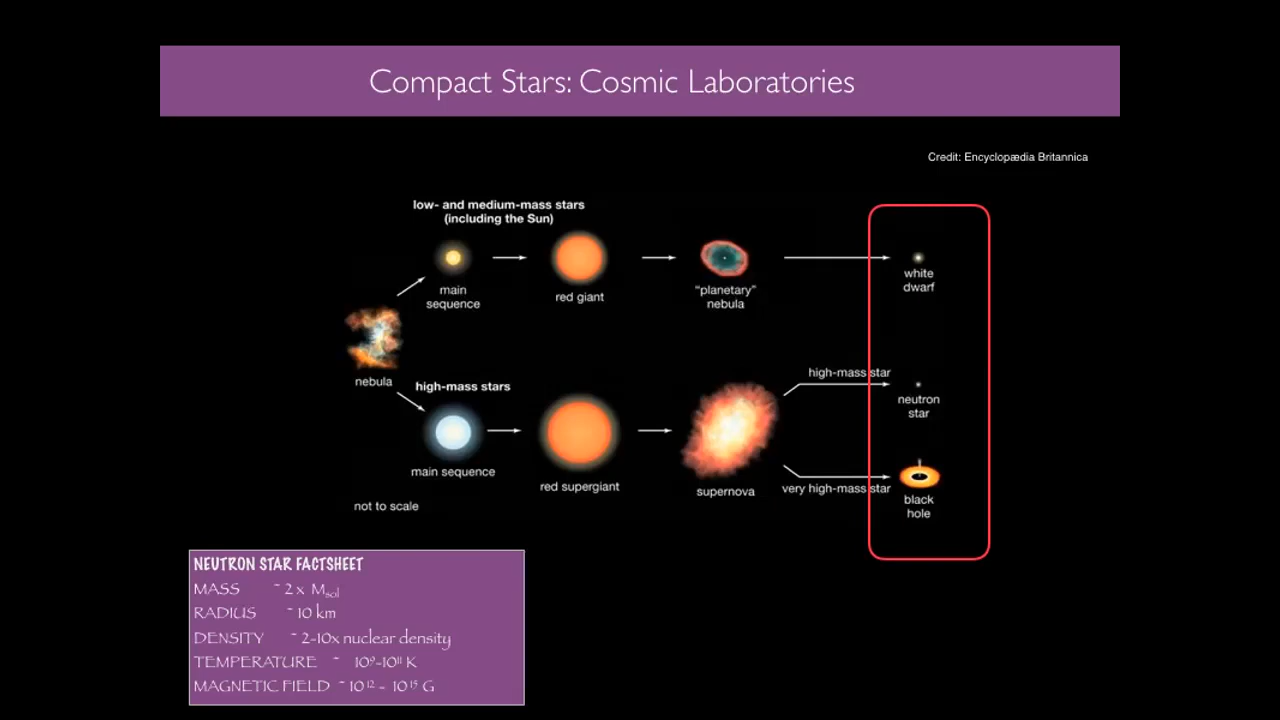 Compact Stars: Cosmic Laboratories
Credit: Encyclopædia Britannica
low- and medium-mass stars
(including the Sun)
main
sequence
red giant
“planetary”
nebula
white
dwarf
nebula
high-mass stars
main sequence
red supergiant
supernova
high-mass star
neutron
star
very high-mass star
black
hole
not to scale
NEUTRON STAR FACTSHEET
MASS ~ 2 x Msol
RADIUS ~ 10 km
DENSITY ~ 2-10x nuclear density
TEMPERATURE ~ 10⁹-10¹¹ K
MAGNETIC FIELD ~ 10¹² - 10¹⁵ G